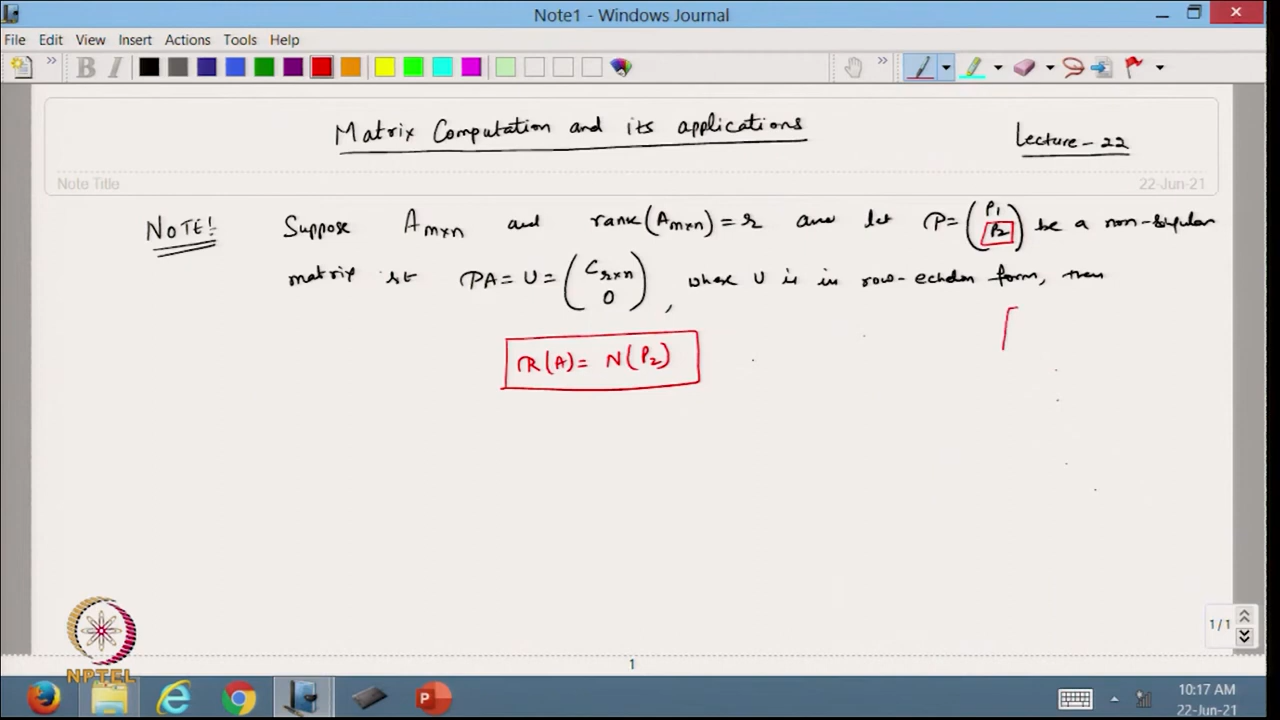 Note1 - Windows Journal
File Edit View Insert Actions Tools Help
Matrix Computation and its applications
Lecture - 22
Note Title
22-Jun-21
NOTE! Suppose A_{m×n} and rank(A_{m×n}) = r and let P = (P1 P2) be a non-singular
matrix st PA = U = (C_{r×n} 0), where U is in row-echelon form, then
R(A) = N(P2)
1/1
NPTEL
1
10:17 AM
22-Jun-21